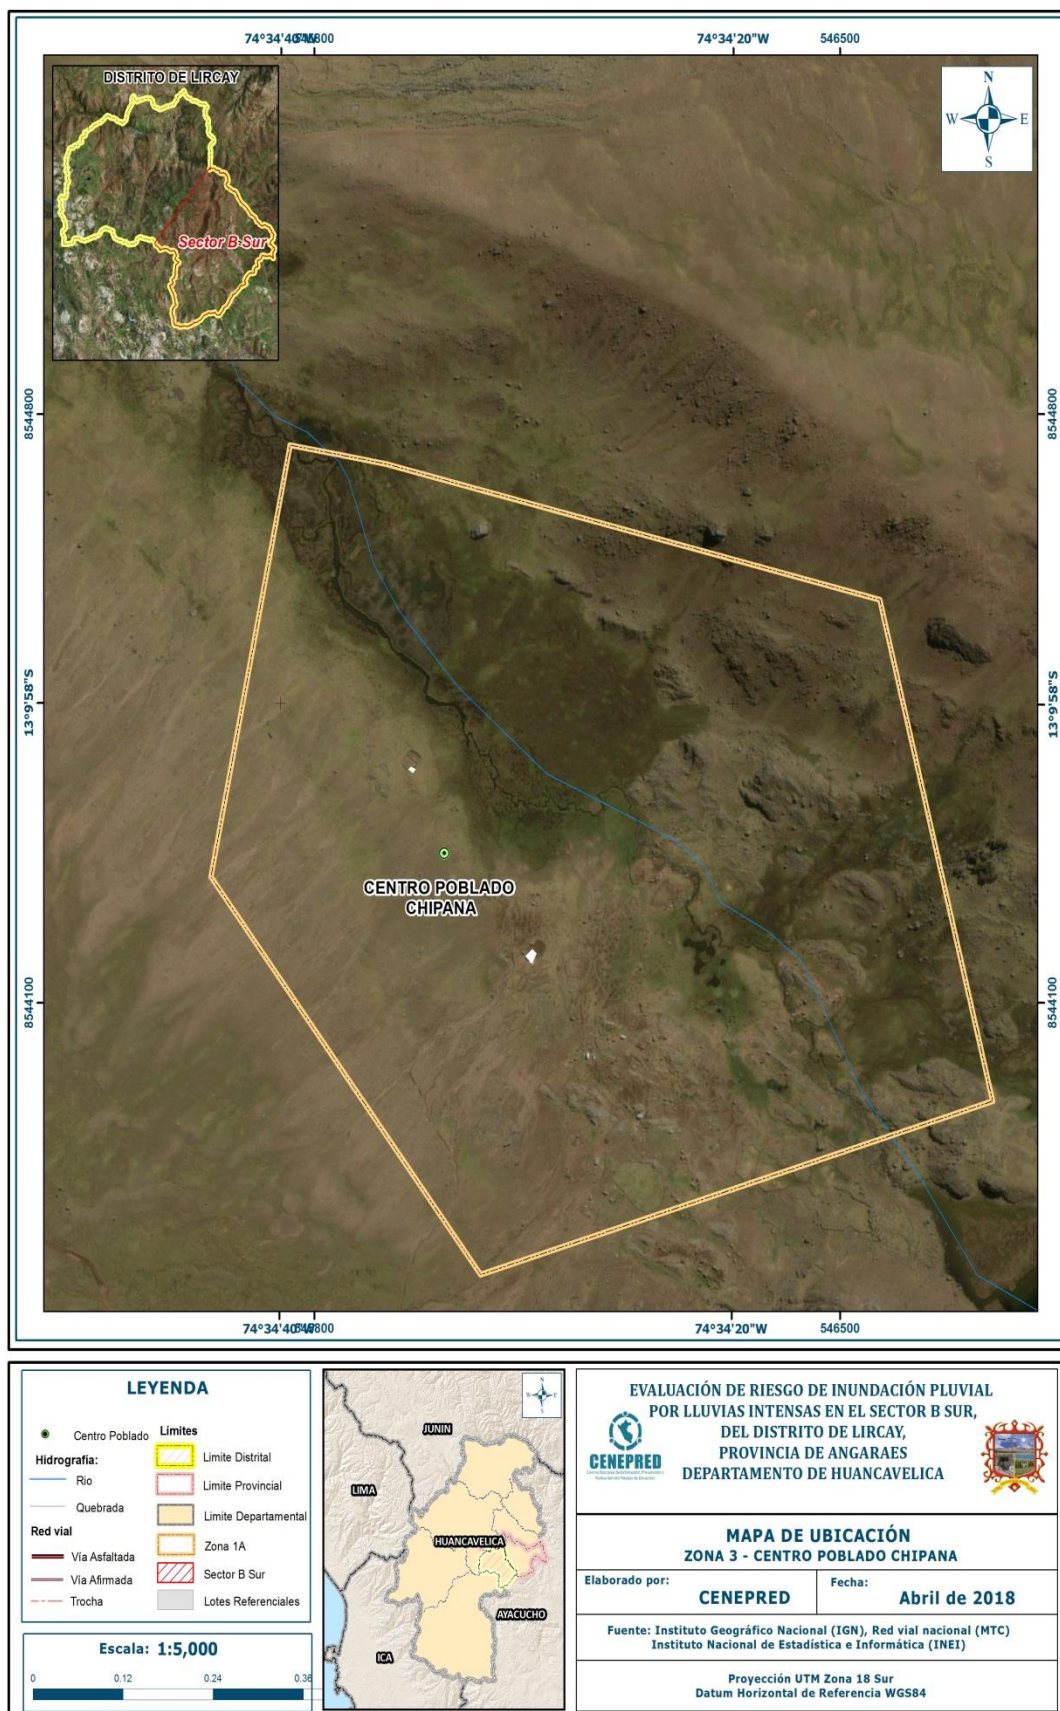 74°34'40"W
74°34'20"W
546500
DISTRITO DE LIRCAY
Sector B Sur
N
W
E
S
8544800
8544800
13°9'58"S
13°9'58"S
CENTRO POBLADO
CHIPANA
8544100
8544100
74°34'40"W
74°34'20"W
546500
LEYENDA
Centro Poblado
Hidrografía:
Rio
Quebrada
Red vial
Vía Asfaltada
Vía Afirmada
Trocha
Límites
Limite Distrital
Limite Provincial
Limite Departamental
Zona 1A
Sector B Sur
Lotes Referenciales
Escala: 1:5,000
0
0.12
0.24
0.36
JUNIN
LIMA
HUANCAVELICA
AYACUCHO
ICA
EVALUACIÓN DE RIESGO DE INUNDACIÓN PLUVIAL
POR LLUVIAS INTENSAS EN EL SECTOR B SUR,
DEL DISTRITO DE LIRCAY,
PROVINCIA DE ANGARAES
DEPARTAMENTO DE HUANCAVELICA
CENEPRED
MAPA DE UBICACIÓN
ZONA 3 - CENTRO POBLADO CHIPANA
Elaborado por:
CENEPRED
Fecha:
Abril de 2018
Fuente: Instituto Geográfico Nacional (IGN), Red vial nacional (MTC)
Instituto Nacional de Estadística e Informática (INEI)
Proyección UTM Zona 18 Sur
Datum Horizontal de Referencia WGS84